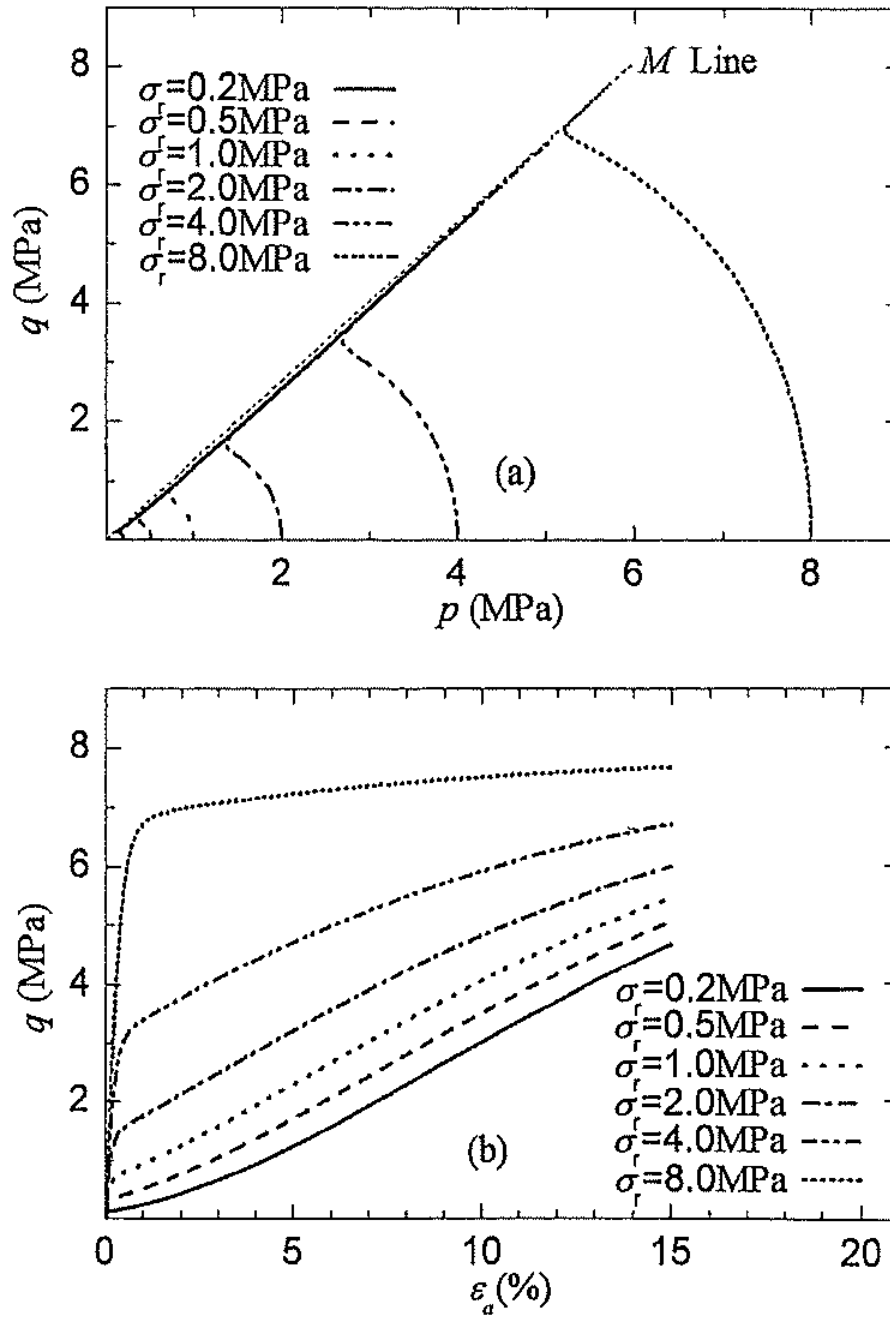 8
6
4
2
q (MPa)
σr=0.2MPa
σr=0.5MPa
σr=1.0MPa
σr=2.0MPa
σr=4.0MPa
σr=8.0MPa
M Line
(a)
2 4 6 8
p (MPa)
8
6
4
2
q (MPa)
σr=0.2MPa
σr=0.5MPa
σr=1.0MPa
σr=2.0MPa
σr=4.0MPa
σr=8.0MPa
(b)
0 5 10 15 20
εa(%)